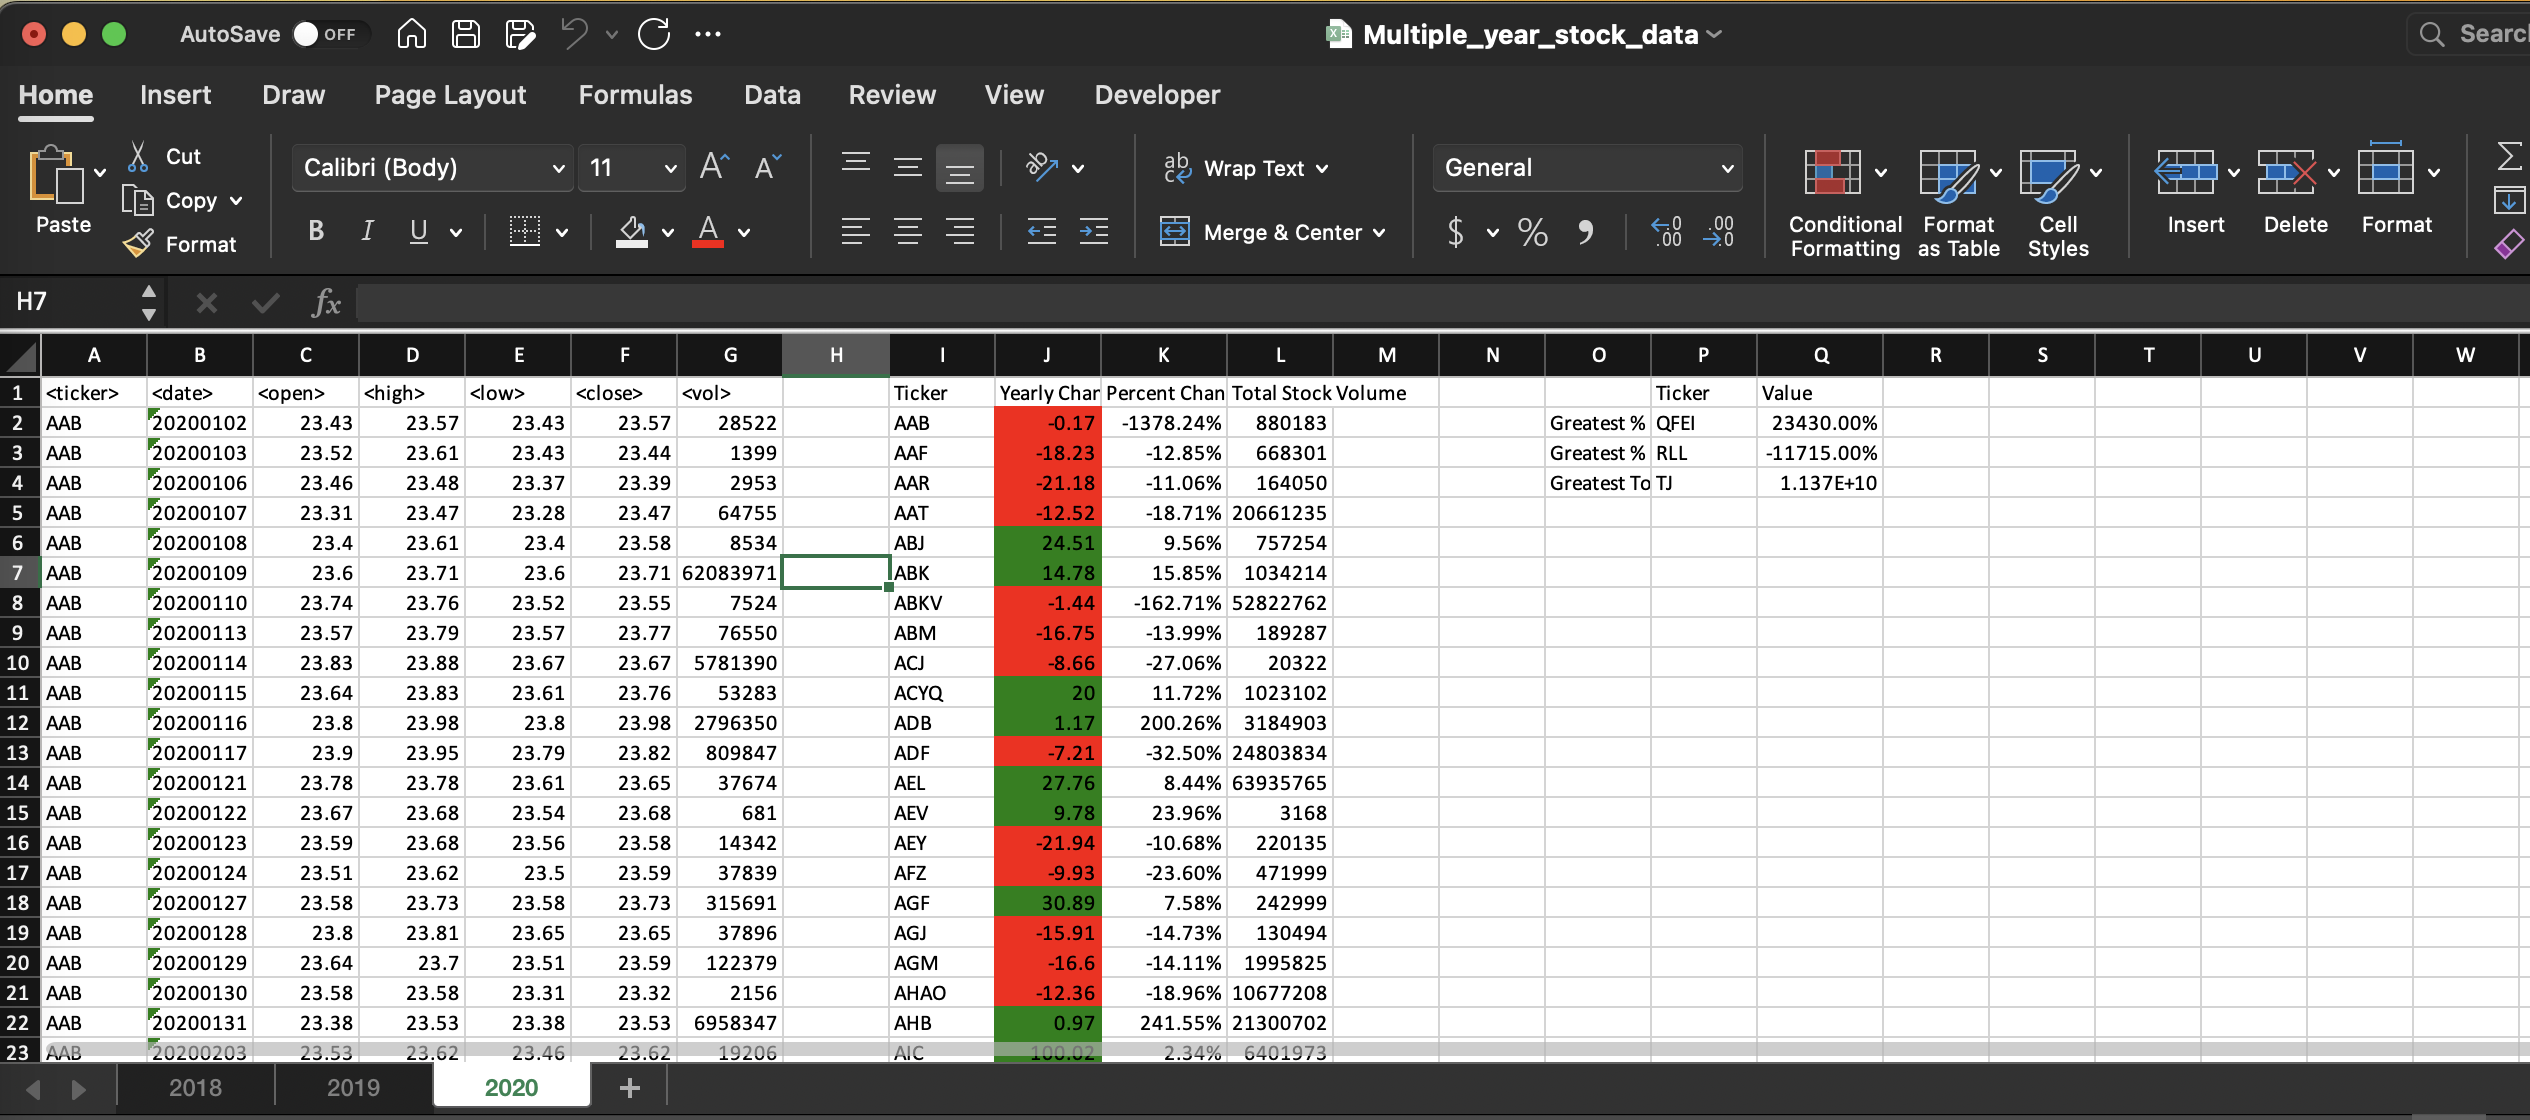 AutoSave OFF Multiple_year_stock_data Searc
Home Insert Draw Page Layout Formulas Data Review View Developer
Paste Cut Copy Format
Calibri (Body) 11 A A
B I U A
ab Wrap Text
Merge & Center
General
$ % 9 .00 .00
Conditional Formatting Format as Table Cell Styles Insert Delete Format
H7 fx
A B C D E F G H I J K L M N O P Q R S T U V W
1 <ticker> <date> <open> <high> <low> <close> <vol> Ticker Yearly Chan Percent Chan Total Stock Volume Ticker Value
2 AAB 20200102 23.43 23.57 23.43 23.57 28522 AAB -0.17 -1378.24% 880183 Greatest % QFEI 23430.00%
3 AAB 20200103 23.52 23.61 23.43 23.44 1399 AAF -18.23 -12.85% 668301 Greatest % RLL -11715.00%
4 AAB 20200106 23.46 23.48 23.37 23.39 2953 AAR -21.18 -11.06% 164050 Greatest To TJ 1.137E+10
5 AAB 20200107 23.31 23.47 23.28 23.47 64755 AAT -12.52 -18.71% 20661235
6 AAB 20200108 23.4 23.61 23.4 23.58 8534 ABJ 24.51 9.56% 757254
7 AAB 20200109 23.6 23.71 23.6 23.71 62083971 ABK 14.78 15.85% 1034214
8 AAB 20200110 23.74 23.76 23.52 23.55 7524 ABKV -1.44 -162.71% 52822762
9 AAB 20200113 23.57 23.79 23.57 23.77 76550 ABM -16.75 -13.99% 189287
10 AAB 20200114 23.83 23.88 23.67 23.67 5781390 ACJ -8.66 -27.06% 20322
11 AAB 20200115 23.64 23.83 23.61 23.76 53283 ACYQ 20 11.72% 1023102
12 AAB 20200116 23.8 23.98 23.8 23.98 2796350 ADB 1.17 200.26% 3184903
13 AAB 20200117 23.9 23.95 23.79 23.82 809847 ADF -7.21 -32.50% 24803834
14 AAB 20200121 23.78 23.78 23.61 23.65 37674 AEL 27.76 8.44% 63935765
15 AAB 20200122 23.67 23.68 23.54 23.68 681 AEV 9.78 23.96% 3168
16 AAB 20200123 23.59 23.68 23.56 23.58 14342 AEY -21.94 -10.68% 220135
17 AAB 20200124 23.51 23.62 23.5 23.59 37839 AFZ -9.93 -23.60% 471999
18 AAB 20200127 23.58 23.73 23.58 23.73 315691 AGF 30.89 7.58% 242999
19 AAB 20200128 23.8 23.81 23.65 23.65 37896 AGJ -15.91 -14.73% 130494
20 AAB 20200129 23.64 23.7 23.51 23.59 122379 AGM -16.6 -14.11% 1995825
21 AAB 20200130 23.58 23.58 23.31 23.32 2156 AHAO -12.36 -18.96% 10677208
22 AAB 20200131 23.38 23.53 23.38 23.53 6958347 AHB 0.97 241.55% 21300702
23 AAB 20200203 23.53 23.62 23.46 23.62 19206 AIC 100.02 2.34% 6401973
2018 2019 2020 +